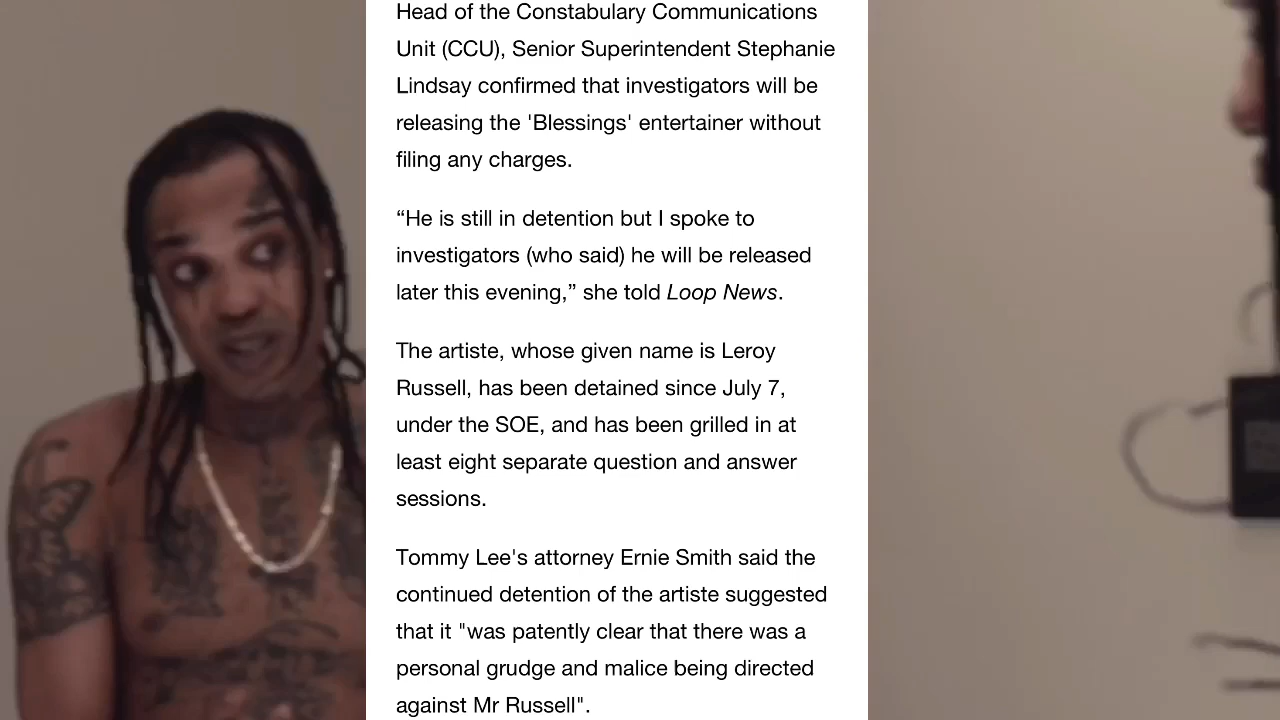 Head of the Constabulary Communications
Unit (CCU), Senior Superintendent Stephanie
Lindsay confirmed that investigators will be
releasing the 'Blessings' entertainer without
filing any charges.
“He is still in detention but I spoke to
investigators (who said) he will be released
later this evening,” she told Loop News.
The artiste, whose given name is Leroy
Russell, has been detained since July 7,
under the SOE, and has been grilled in at
least eight separate question and answer
sessions.
Tommy Lee's attorney Ernie Smith said the
continued detention of the artiste suggested
that it "was patently clear that there was a
personal grudge and malice being directed
against Mr Russell".